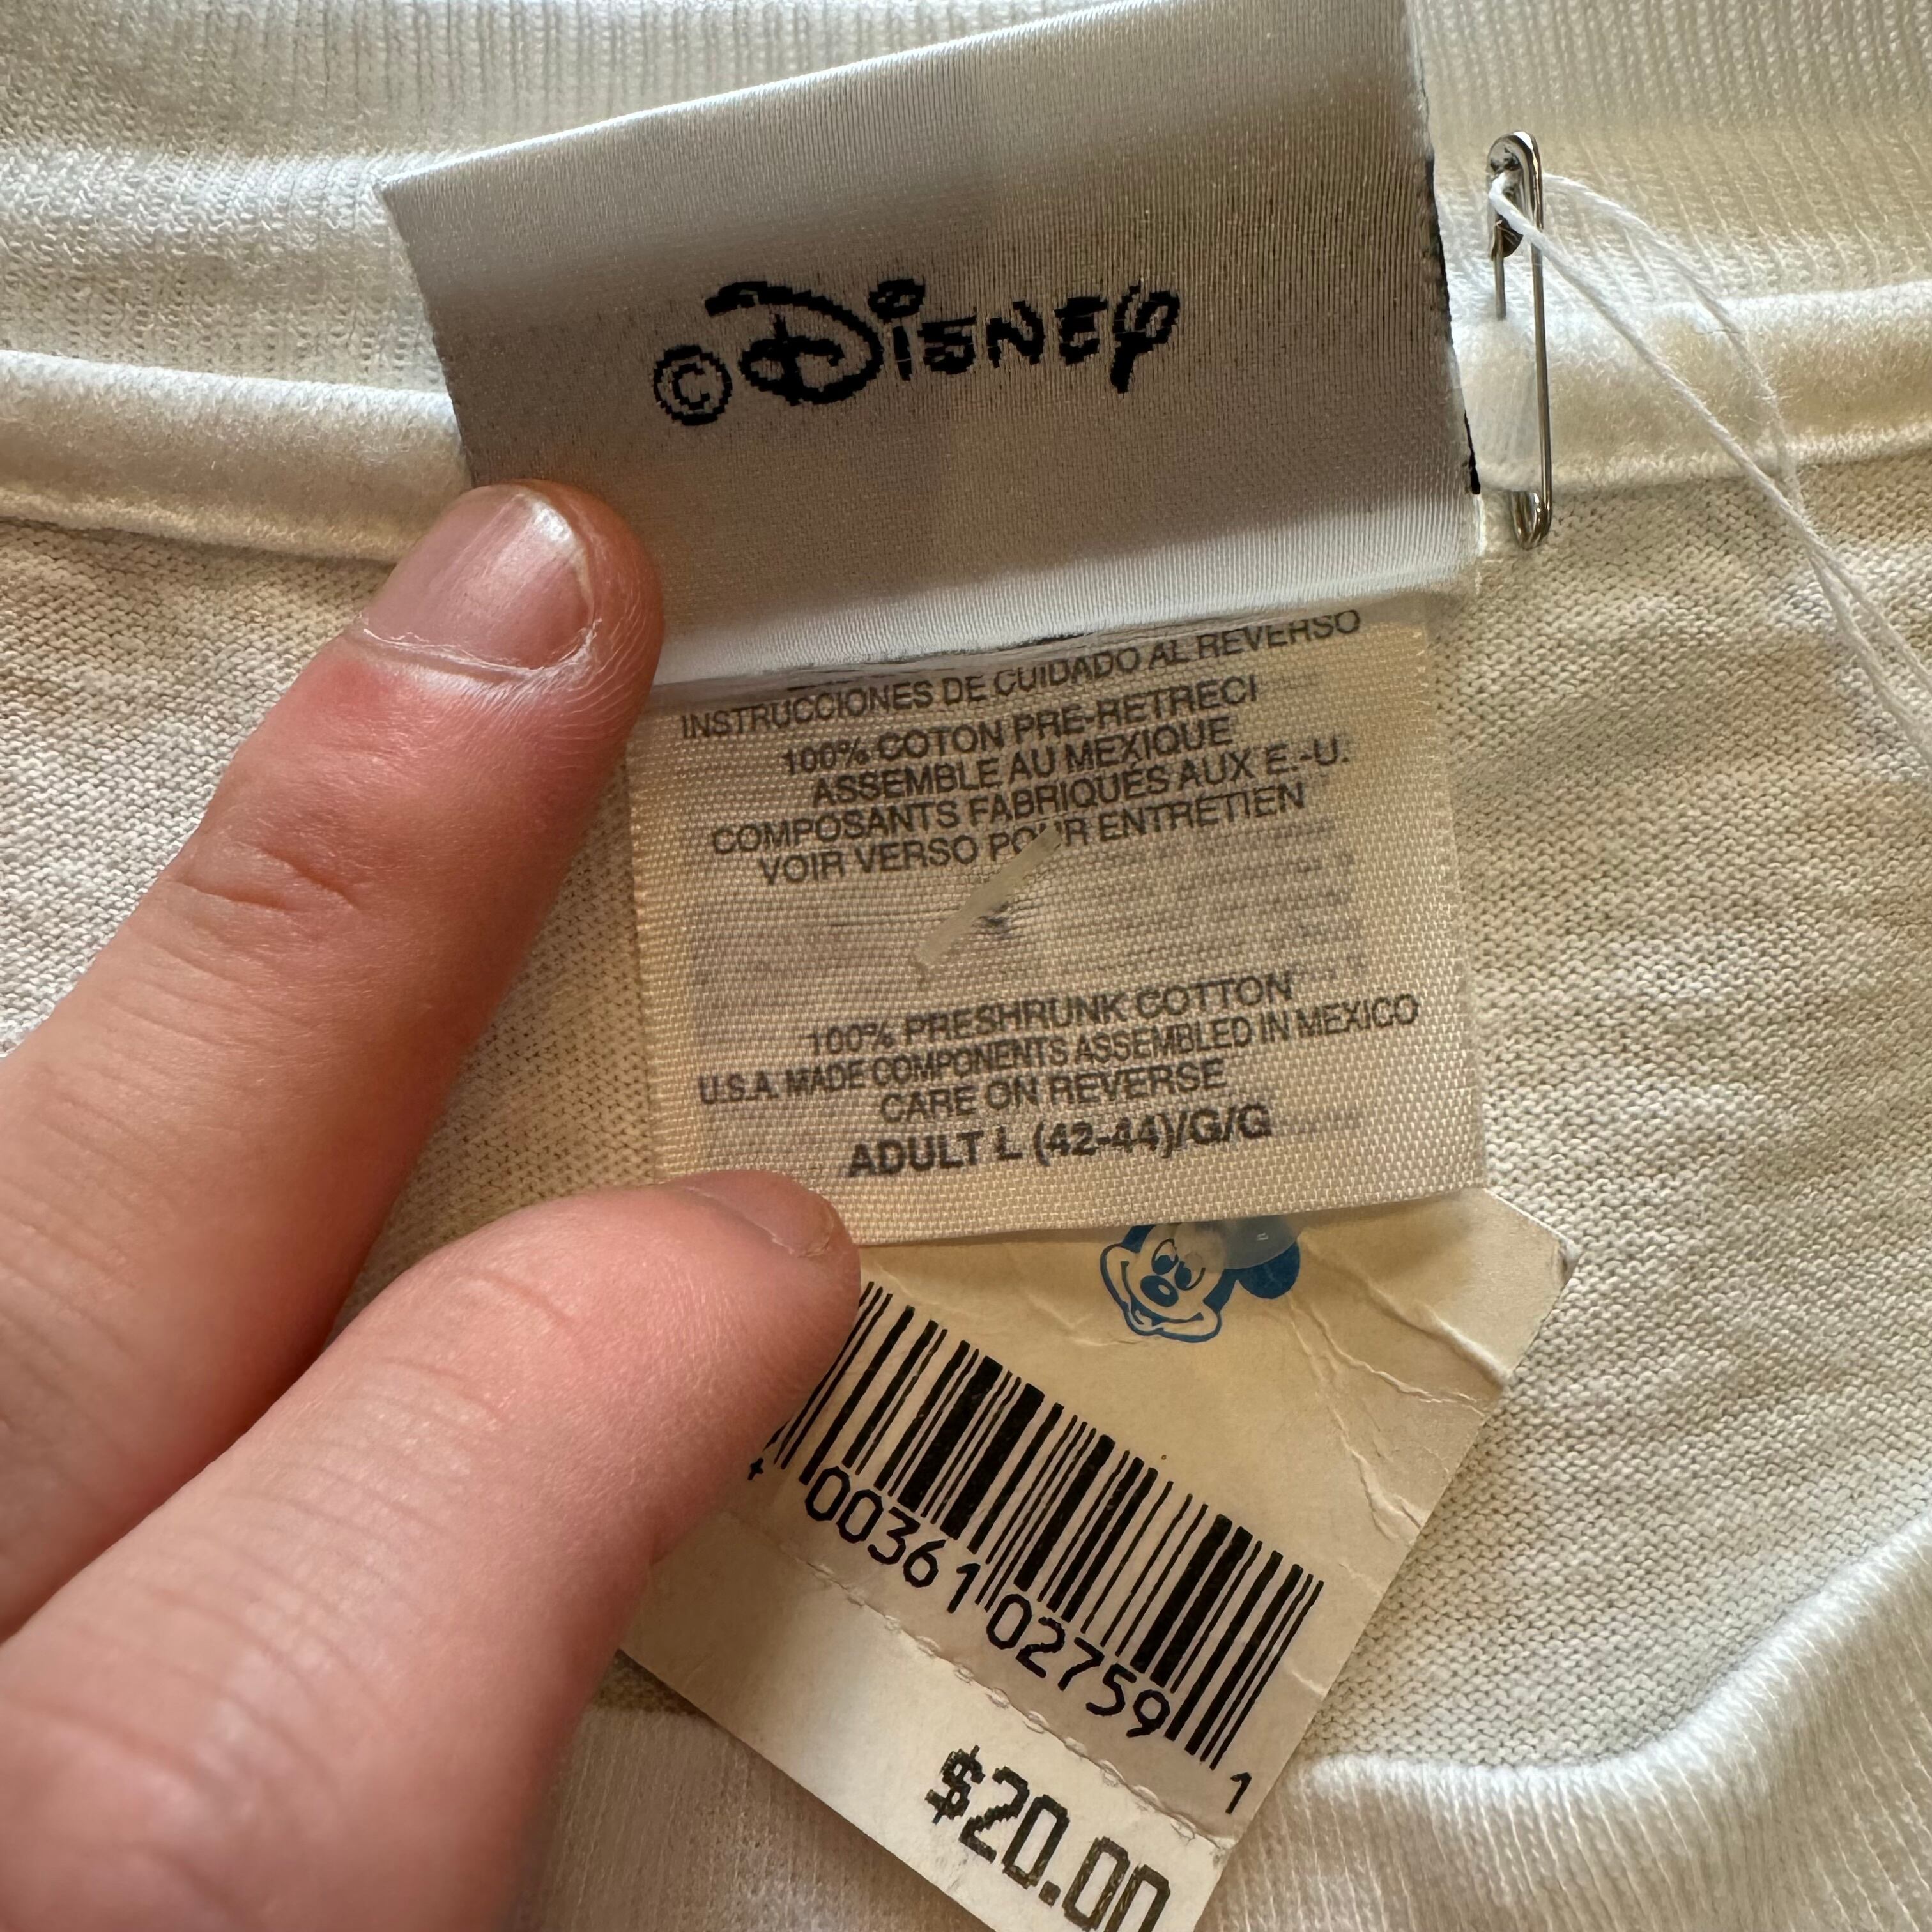 ©Disney
INSTRUCCIONES DE CUIDADO AL REVERSO
100% COTON PRE-RETRECI
ASSEMBLE AU MEXIQUE
COMPOSANTS FABRIQUES AUX E.-U.
VOIR VERSO POUR ENTRETIEN
100% PRESHRUNK COTTON
U.S.A. MADE COMPONENTS ASSEMBLED IN MEXICO
CARE ON REVERSE
ADULT L (42-44)/G/G
00361 02759 1
$20.00